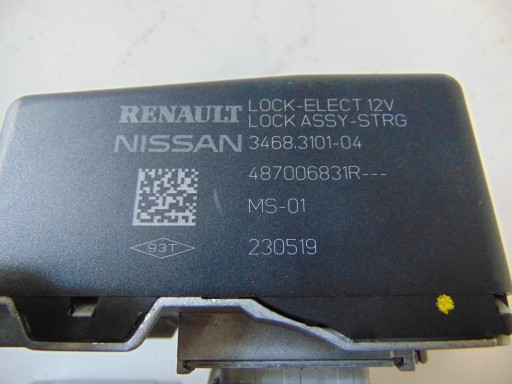 RENAULT LOCK-ELECT 12V
LOCK ASSY-STRG
NISSAN 3468.3101-04
487006831R---
MS-01
93T 230519